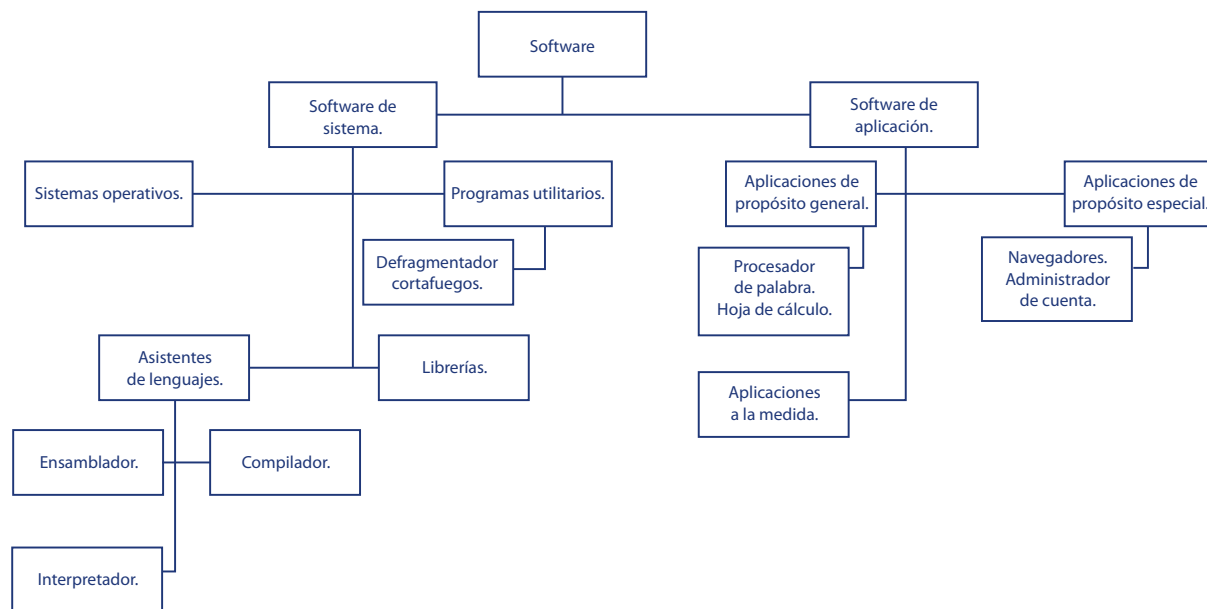 Software
Software de
sistema.
Software de
aplicación.
Sistemas operativos.
Programas utilitarios.
Aplicaciones de
propósito general.
Aplicaciones de
propósito especial.
Defragmentador
cortafuegos.
Procesador
de palabra.
Hoja de cálculo.
Navegadores.
Administrador
de cuenta.
Asistentes
de lenguajes.
Librerías.
Aplicaciones
a la medida.
Ensamblador.
Compilador.
Interpretador.